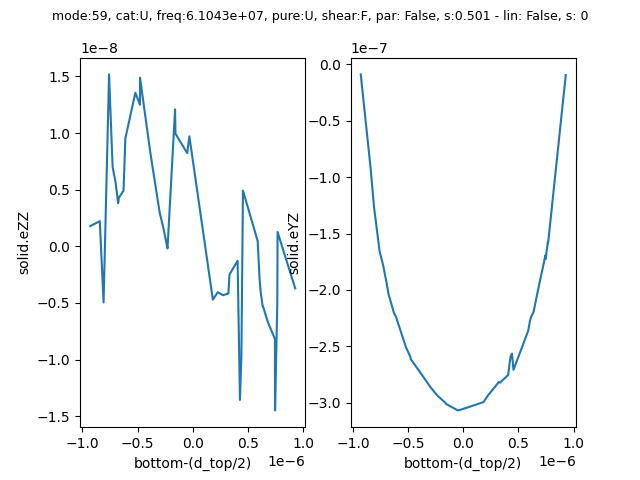 mode:59, cat:U, freq:6.1043e+07, pure:U, shear:F, par: False, s:0.501 - lin: False, s: 0
1e−8
1.5
1.0
0.5
0.0
−0.5
−1.0
−1.5
solid.eZZ
−1.0
−0.5
0.0
0.5
1.0
bottom-(d_top/2)
1e−6
1e−7
0.0
−0.5
−1.0
−1.5
−2.0
−2.5
−3.0
solid.eYZ
−1.0
−0.5
0.0
0.5
1.0
bottom-(d_top/2)
1e−6